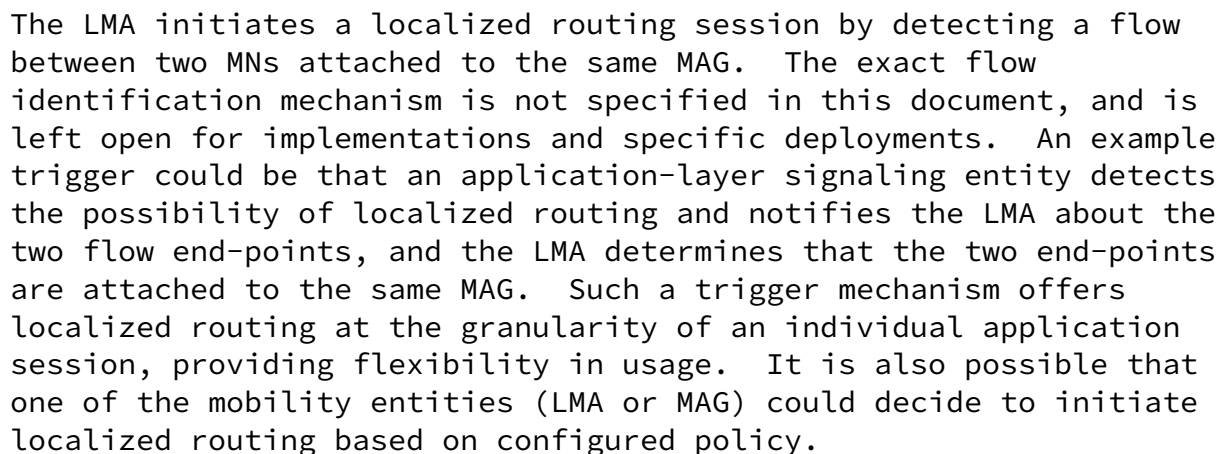 The LMA initiates a localized routing session by detecting a flow
between two MNs attached to the same MAG.  The exact flow
identification mechanism is not specified in this document, and is
left open for implementations and specific deployments.  An example
trigger could be that an application-layer signaling entity detects
the possibility of localized routing and notifies the LMA about the
two flow end-points, and the LMA determines that the two end-points
are attached to the same MAG.  Such a trigger mechanism offers
localized routing at the granularity of an individual application
session, providing flexibility in usage.  It is also possible that
one of the mobility entities (LMA or MAG) could decide to initiate
localized routing based on configured policy.